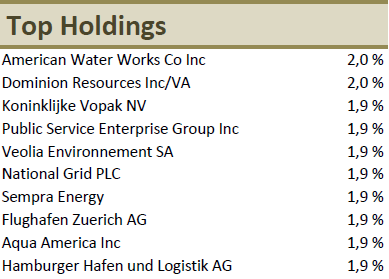 Top Holdings
American Water Works Co Inc 2,0 %
Dominion Resources Inc/VA 2,0 %
Koninklijke Vopak NV 1,9 %
Public Service Enterprise Group Inc 1,9 %
Veolia Environnement SA 1,9 %
National Grid PLC 1,9 %
Sempra Energy 1,9 %
Flughafen Zuerich AG 1,9 %
Aqua America Inc 1,9 %
Hamburger Hafen und Logistik AG 1,9 %